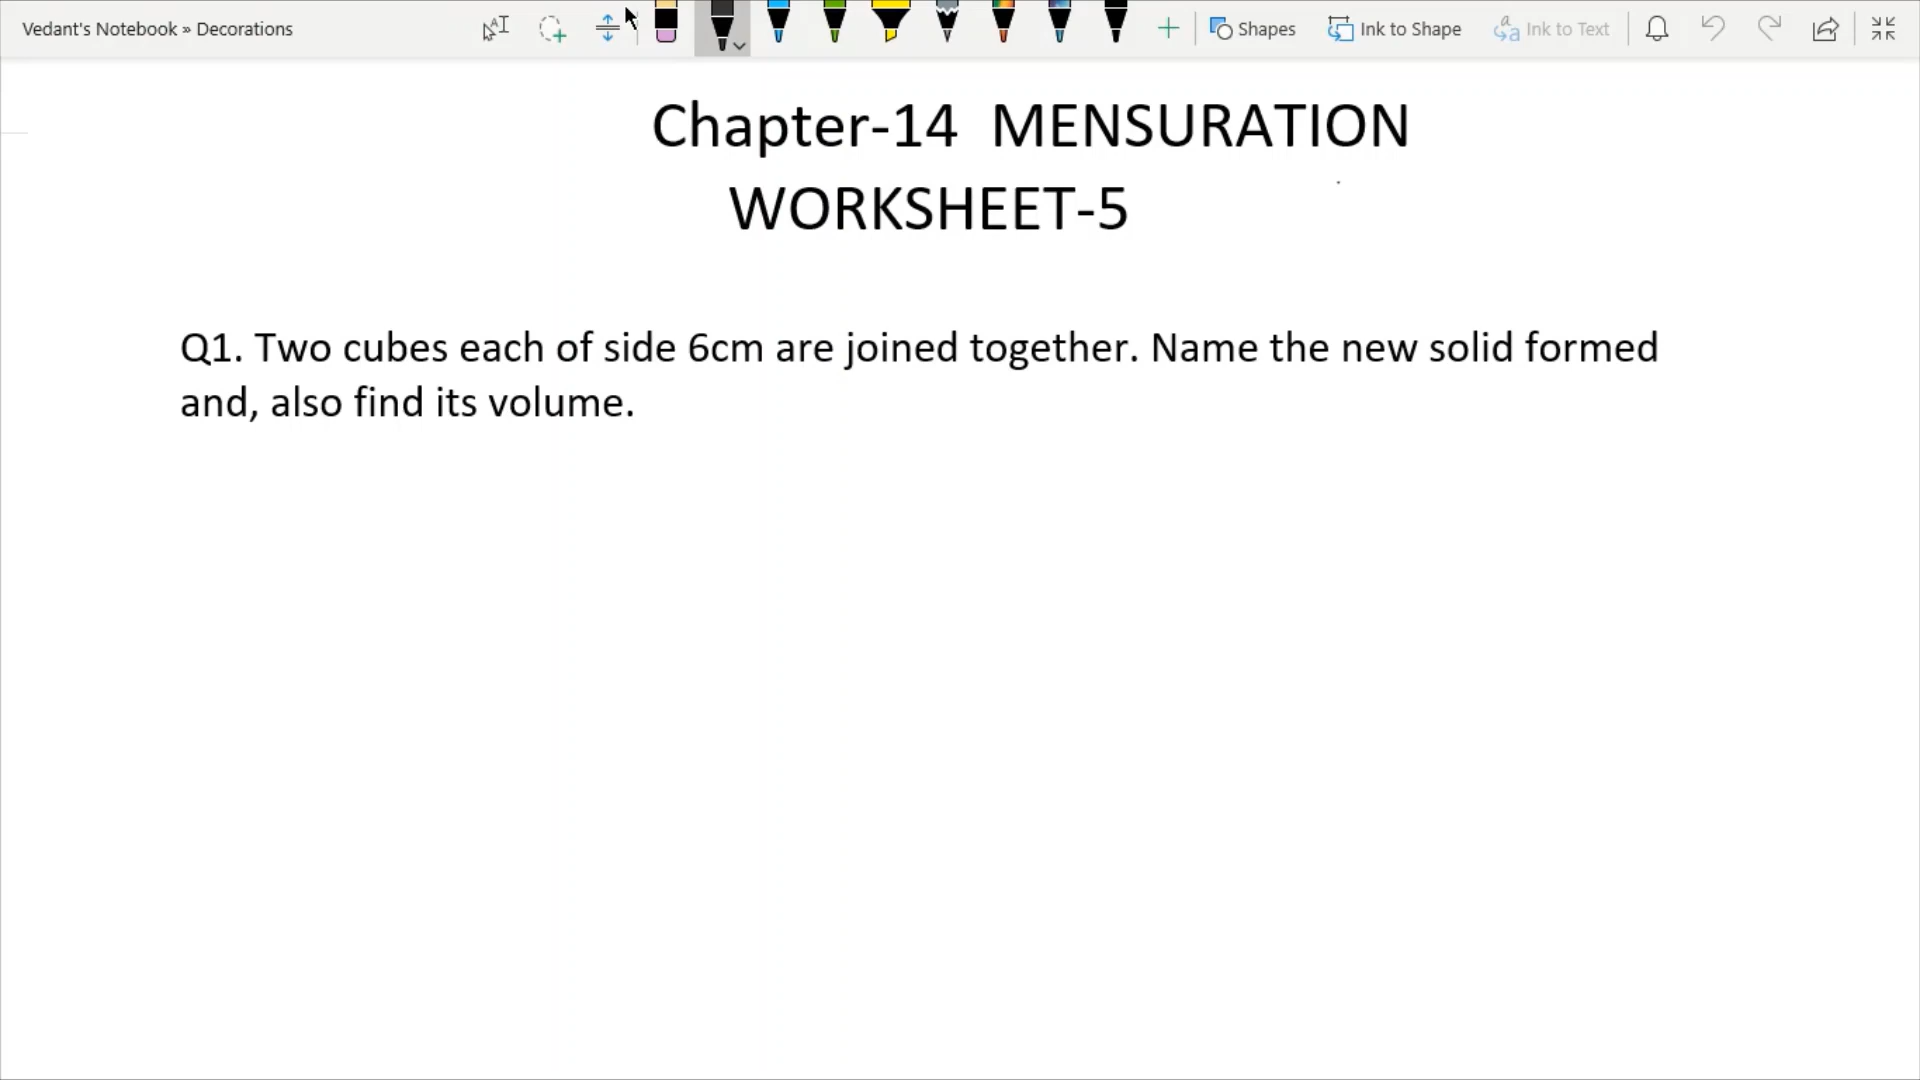 Vedant's Notebook » Decorations
Shapes
Ink to Shape
Ink to Text
Chapter-14 MENSURATION
WORKSHEET-5
Q1. Two cubes each of side 6cm are joined together. Name the new solid formed
and, also find its volume.